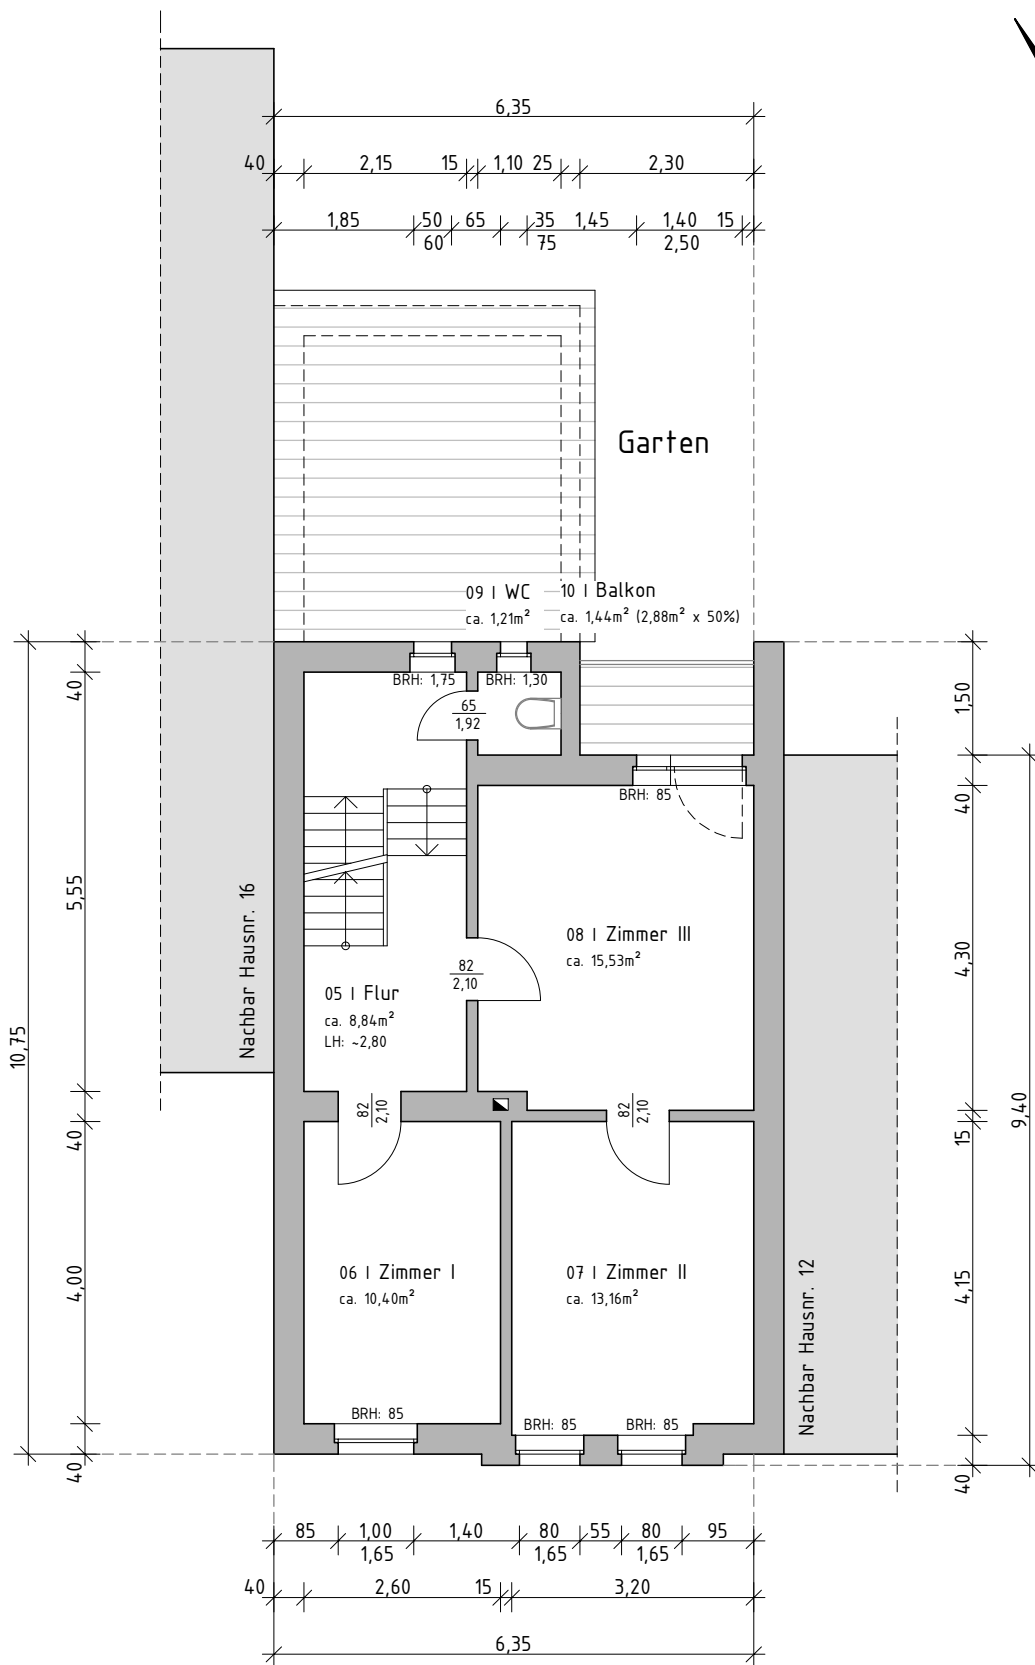 6,35
40 2,15 15 1,10 25 2,30
1,85 50 65 35 1,45 1,40 15
60 75 2,50
Garten
09 | WC
ca. 1,21m²
10 | Balkon
ca. 1,44m² (2,88m² x 50%)
BRH: 1,75
BRH: 1,30
65
1,92
BRH: 85
40
5,55
40
4,00
40
10,75
1,50
40
4,30
15
4,15
40
9,40
Nachbar Hausnr. 16
08 | Zimmer III
ca. 15,53m²
82
2,10
05 | Flur
ca. 8,84m²
LH: ~2,80
82
2,10
82
2,10
06 | Zimmer I
ca. 10,40m²
07 | Zimmer II
ca. 13,16m²
Nachbar Hausnr. 12
BRH: 85
BRH: 85
BRH: 85
85 1,00 1,40 80 55 80 95
1,65 1,65 1,65
40 2,60 15 3,20
6,35